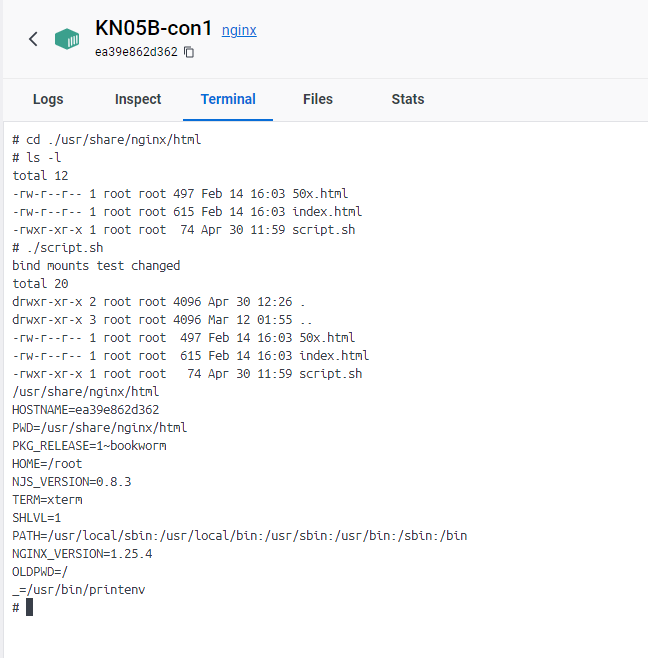 KN05B-con1 nginx
ea39e862d362
Logs Inspect Terminal Files Stats
# cd ./usr/share/nginx/html
# ls -l
total 12
-rw-r--r-- 1 root root 497 Feb 14 16:03 50x.html
-rw-r--r-- 1 root root 615 Feb 14 16:03 index.html
-rwxr-xr-x 1 root root  74 Apr 30 11:59 script.sh
# ./script.sh
bind mounts test changed
total 20
drwxr-xr-x 2 root root 4096 Apr 30 12:26 .
drwxr-xr-x 3 root root 4096 Mar 12 01:55 ..
-rw-r--r-- 1 root root  497 Feb 14 16:03 50x.html
-rw-r--r-- 1 root root  615 Feb 14 16:03 index.html
-rwxr-xr-x 1 root root   74 Apr 30 11:59 script.sh
/usr/share/nginx/html
HOSTNAME=ea39e862d362
PWD=/usr/share/nginx/html
PKG_RELEASE=1~bookworm
HOME=/root
NJS_VERSION=0.8.3
TERM=xterm
SHLVL=1
PATH=/usr/local/sbin:/usr/local/bin:/usr/sbin:/usr/bin:/sbin:/bin
NGINX_VERSION=1.25.4
OLDPWD=/
_=/usr/bin/printenv
#